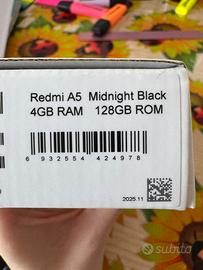 Redmi A5 Midnight Black
4GB RAM 128GB ROM
6 932554 424978
2025.11
subito